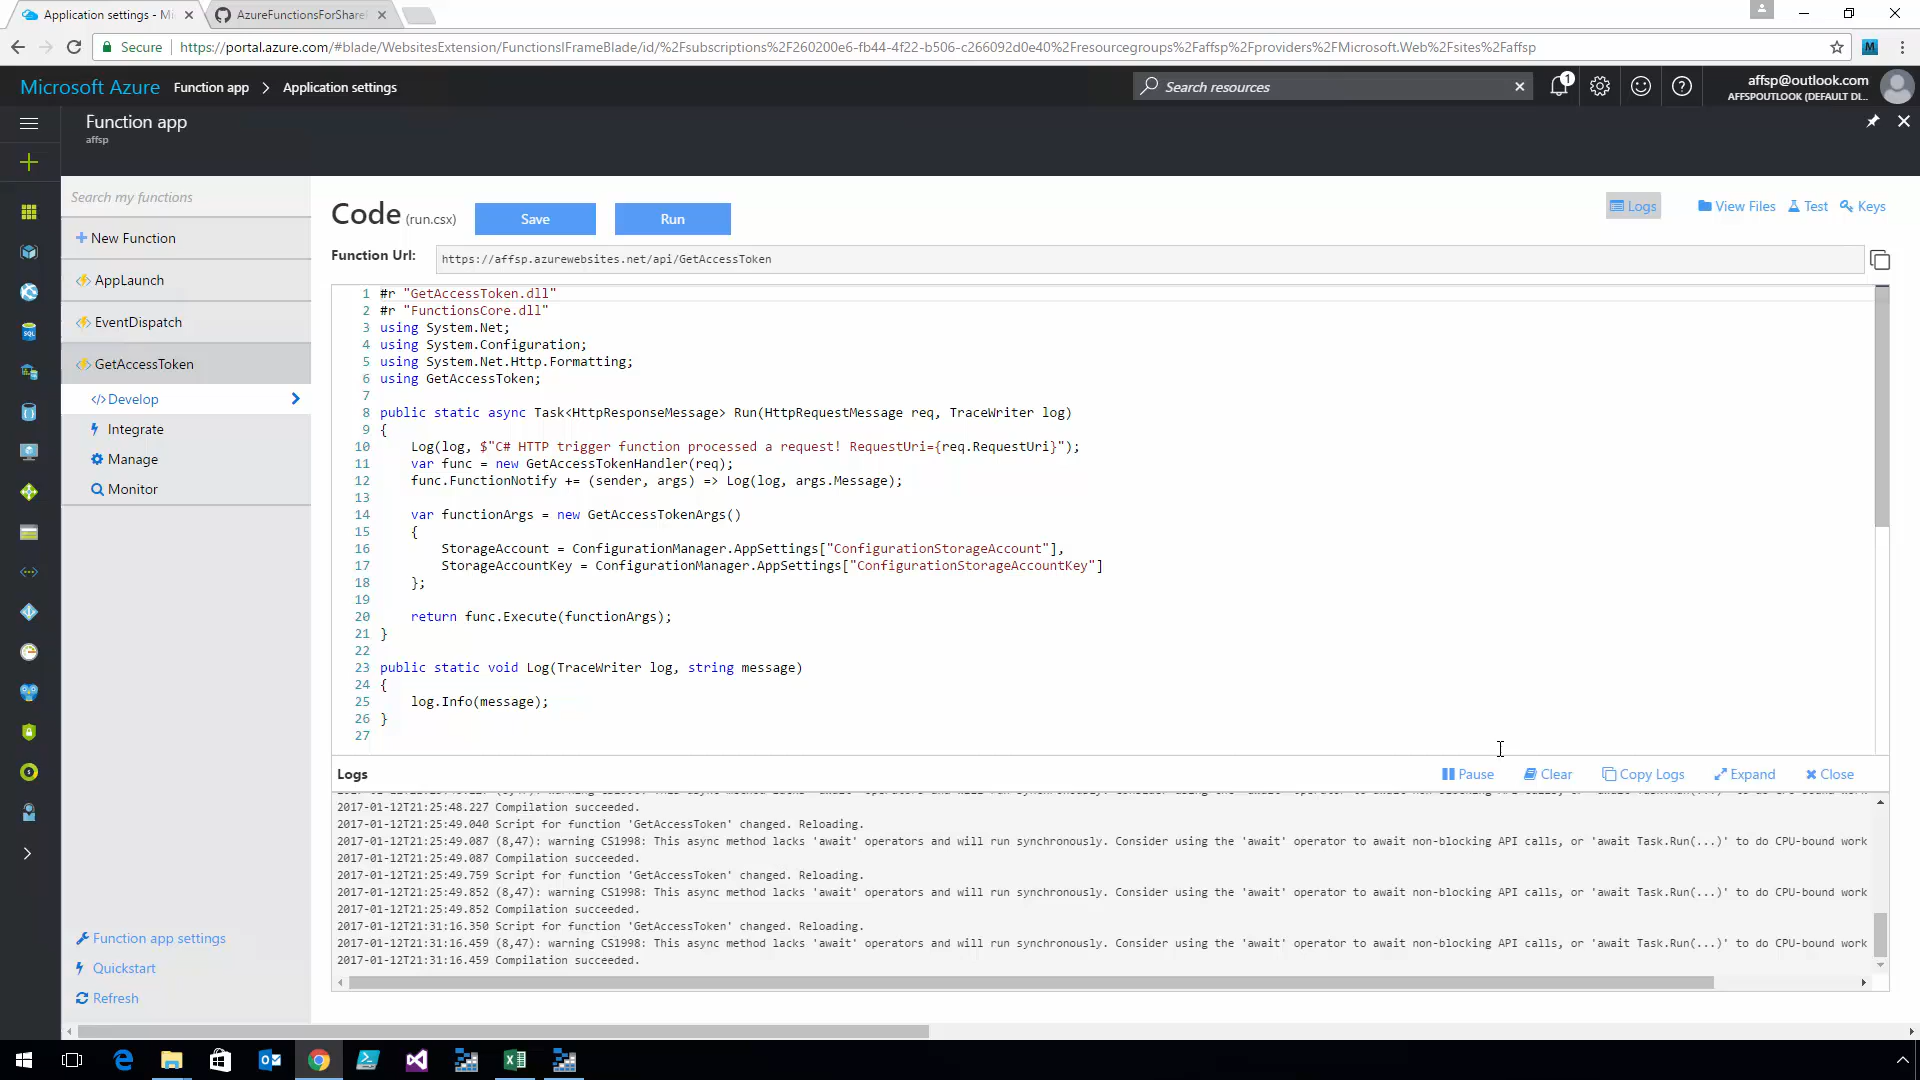 Application settings - Mi
AzureFunctionsForShareP
Secure
https://portal.azure.com/#blade/WebsitesExtension/FunctionsIFrameBlade/id/%2Fsubscriptions%2F260200e6-fb44-4f22-b506-c266092d0e40%2Fresourcegroups%2Faffsp%2Fproviders%2FMicrosoft.Web%2Fsites%2Faffsp
Microsoft Azure Function app > Application settings
Search resources
1
affsp@outlook.com
AFFSPOUTLOOK (DEFAULT DI...
Function app
affsp
Search my functions
New Function
AppLaunch
EventDispatch
GetAccessToken
Develop
Integrate
Manage
Monitor
Function app settings
Quickstart
Refresh
Code (run.csx) Save Run
Logs View Files Test Keys
Function Url: https://affsp.azurewebsites.net/api/GetAccessToken
1 #r "GetAccessToken.dll"
2 #r "FunctionsCore.dll"
3 using System.Net;
4 using System.Configuration;
5 using System.Net.Http.Formatting;
6 using GetAccessToken;
7
8 public static async Task<HttpResponseMessage> Run(HttpRequestMessage req, TraceWriter log)
9 {
10 Log(log, $"C# HTTP trigger function processed a request! RequestUri={req.RequestUri}");
11 var func = new GetAccessTokenHandler(req);
12 func.FunctionNotify += (sender, args) => Log(log, args.Message);
13
14 var functionArgs = new GetAccessTokenArgs()
15 {
16 StorageAccount = ConfigurationManager.AppSettings["ConfigurationStorageAccount"],
17 StorageAccountKey = ConfigurationManager.AppSettings["ConfigurationStorageAccountKey"]
18 };
19
20 return func.Execute(functionArgs);
21 }
22
23 public static void Log(TraceWriter log, string message)
24 {
25 log.Info(message);
26 }
27
Logs Pause Clear Copy Logs Expand Close
2017-01-12T21:25:48.227 Compilation succeeded.
2017-01-12T21:25:49.040 Script for function 'GetAccessToken' changed. Reloading.
2017-01-12T21:25:49.087 (8,47): warning CS1998: This async method lacks 'await' operators and will run synchronously. Consider using the 'await' operator to await non-blocking API calls, or 'await Task.Run(...)' to do CPU-bound work
2017-01-12T21:25:49.087 Compilation succeeded.
2017-01-12T21:25:49.759 Script for function 'GetAccessToken' changed. Reloading.
2017-01-12T21:25:49.852 (8,47): warning CS1998: This async method lacks 'await' operators and will run synchronously. Consider using the 'await' operator to await non-blocking API calls, or 'await Task.Run(...)' to do CPU-bound work
2017-01-12T21:25:49.852 Compilation succeeded.
2017-01-12T21:31:16.350 Script for function 'GetAccessToken' changed. Reloading.
2017-01-12T21:31:16.459 (8,47): warning CS1998: This async method lacks 'await' operators and will run synchronously. Consider using the 'await' operator to await non-blocking API calls, or 'await Task.Run(...)' to do CPU-bound work
2017-01-12T21:31:16.459 Compilation succeeded.